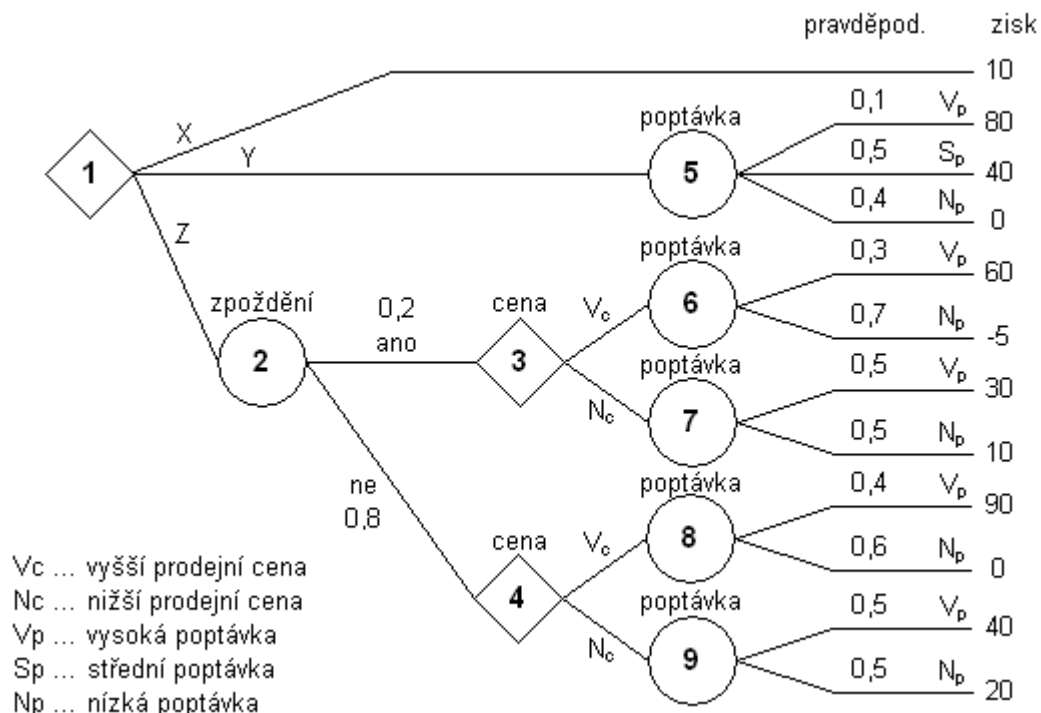 pravděpod. zisk
10
X
poptávka 0,1 Vp 80
1 Y 5 0,5 Sp 40
0,4 Np 0
Z
poptávka 0,3 Vp 60
zpoždění 0,2 cena Vc 6
ano 0,7 Np -5
2 3 poptávka 0,5 Vp 30
Nc 7
0,5 Np 10
ne poptávka 0,4 Vp 90
0,8
cena Vc 8 0,6 Np 0
Vc ... vyšší prodejní cena
Nc ... nižší prodejní cena 4 poptávka 0,5 Vp 40
Vp ... vysoká poptávka Nc
Sp ... střední poptávka 9 0,5 Np 20
Np ... nízká poptávka